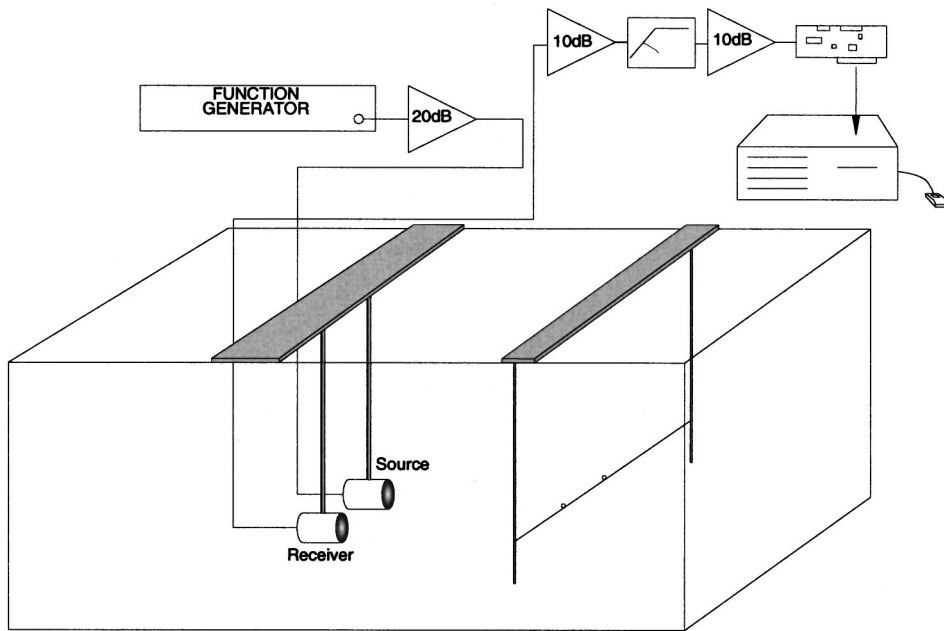 10dB
10dB
FUNCTION
GENERATOR
20dB
Source
Receiver